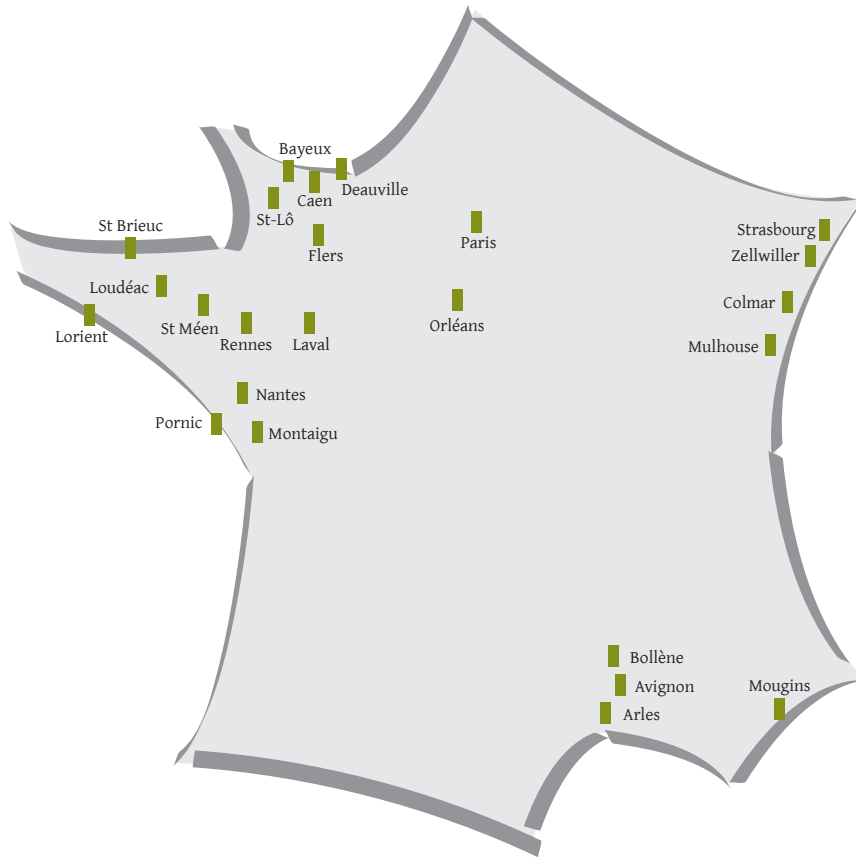 Bayeux
Deauville
Caen
St-Lô
St Brieuc
Strasbourg
Paris
Flers
Zellwiller
Loudéac
Colmar
St Méen
Orléans
Lorient
Rennes
Laval
Mulhouse
Nantes
Pornic
Montaigu
Bollène
Avignon
Mougins
Arles